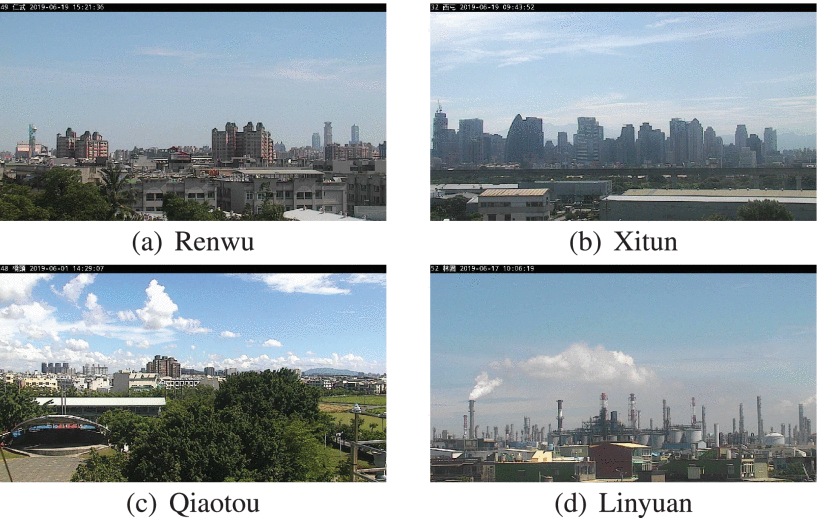 49 仁武 2019-06-19 15:21:36
32 西屯 2019-06-19 09:43:52
(a) Renwu
(b) Xitun
48 橋頭 2019-06-01 14:29:07
52 林園 2019-06-17 10:06:19
(c) Qiaotou
(d) Linyuan